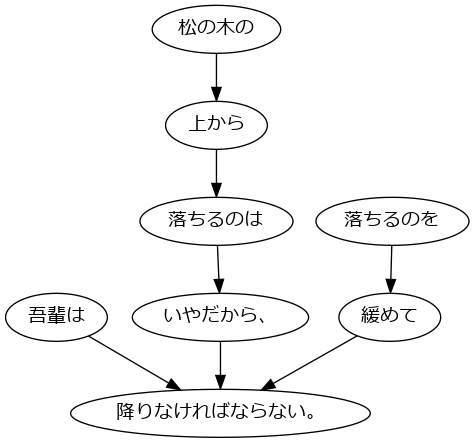 松の木の
上から
落ちるのは
落ちるのを
吾輩は
いやだから、
緩めて
降りなければならない。